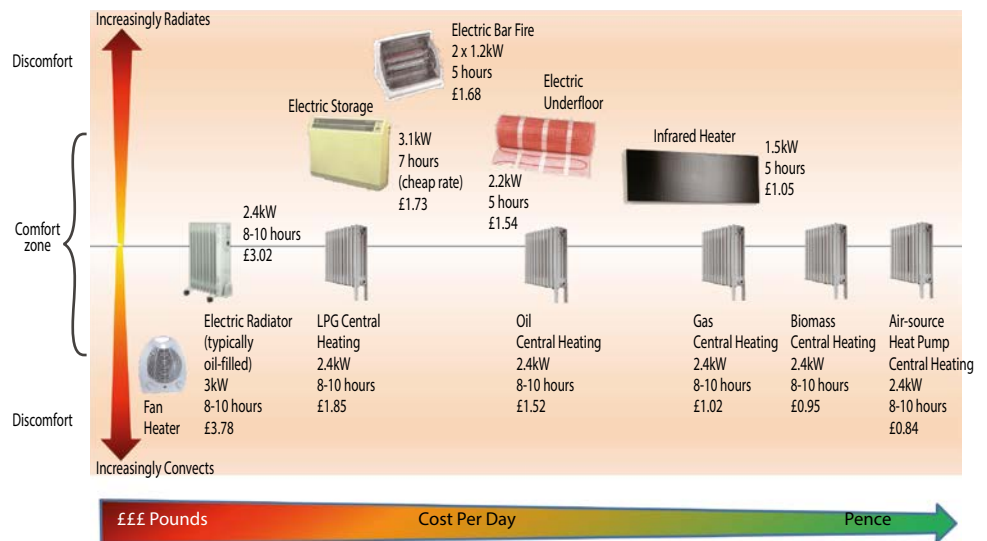 Increasingly Radiates
Discomfort
Electric Bar Fire
2 x 1.2kW
5 hours
£1.68
Electric Storage
3.1kW
7 hours
(cheap rate)
£1.73
Electric
Underfloor
2.2kW
5 hours
£1.54
Infrared Heater
1.5kW
5 hours
£1.05
Comfort
zone
2.4kW
8-10 hours
£3.02
Electric Radiator
(typically
oil-filled)
3kW
8-10 hours
£3.78
LPG Central
Heating
2.4kW
8-10 hours
£1.85
Oil
Central Heating
2.4kW
8-10 hours
£1.52
Gas
Central Heating
2.4kW
8-10 hours
£1.02
Biomass
Central Heating
2.4kW
8-10 hours
£0.95
Air-source
Heat Pump
Central Heating
2.4kW
8-10 hours
£0.84
Fan
Heater
Discomfort
Increasingly Convects
£££ Pounds
Cost Per Day
Pence